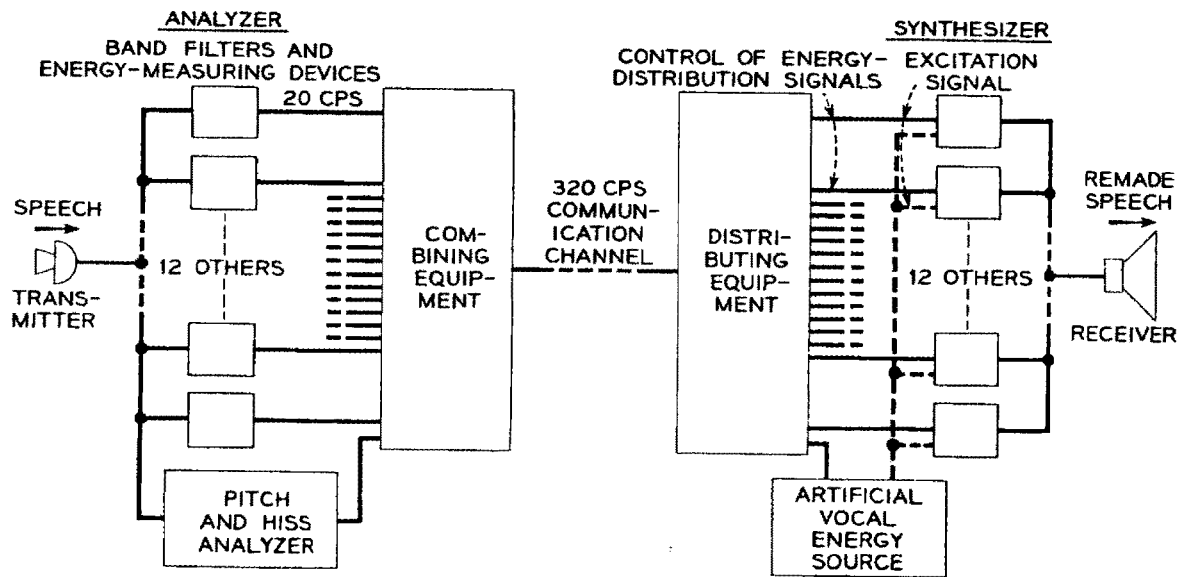 ANALYZER
BAND FILTERS AND
ENERGY-MEASURING DEVICES
20 CPS
SPEECH
TRANS-
MITTER
12 OTHERS
PITCH
AND HISS
ANALYZER
COM-
BINING
EQUIP-
MENT
320 CPS
COMMUN-
ICATION
CHANNEL
DISTRI-
BUTING
EQUIP-
MENT
SYNTHESIZER
CONTROL OF ENERGY-
DISTRIBUTION SIGNALS
EXCITATION
SIGNAL
12 OTHERS
ARTIFICIAL
VOCAL
ENERGY
SOURCE
REMADE
SPEECH
RECEIVER